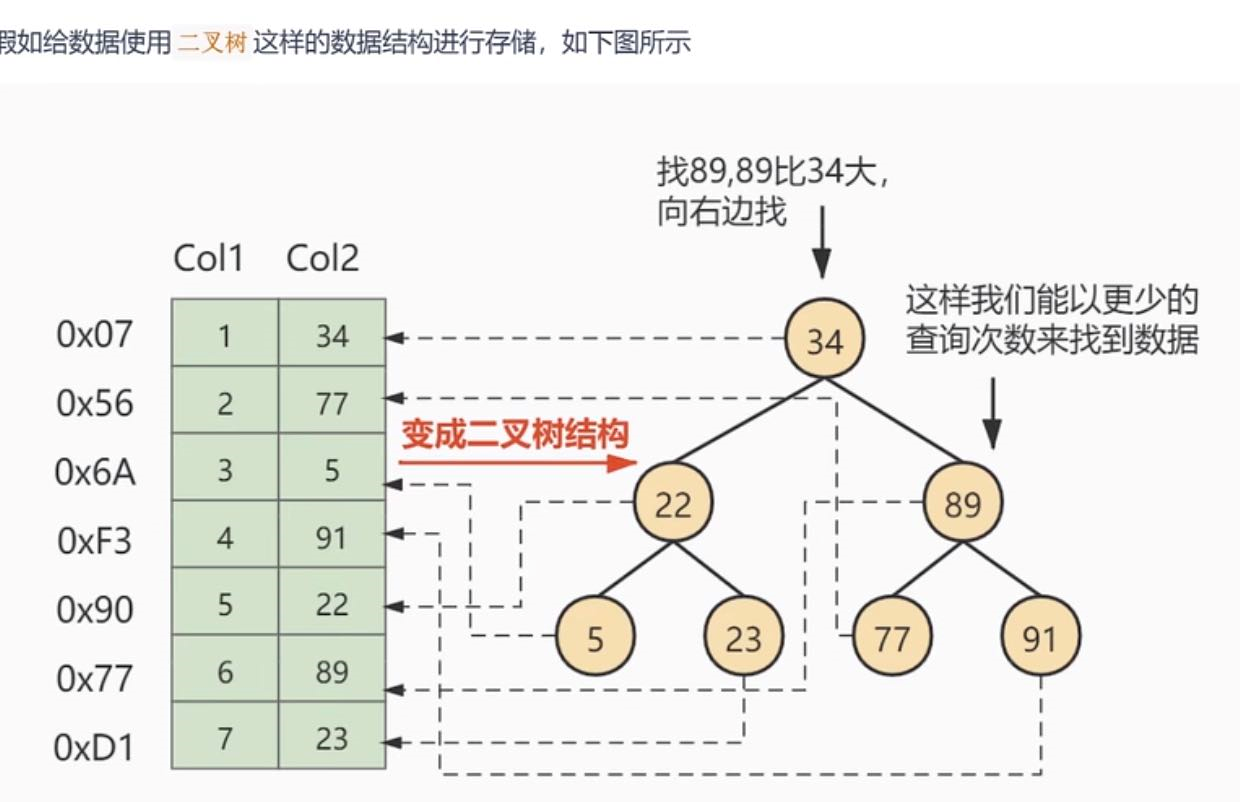 假如给数据使用 二叉树 这样的数据结构进行存储，如下图所示
找89,89比34大，
向右边找
Col1 Col2
这样我们能以更少的
查询次数来找到数据
0x07 1 34
34
0x56 2 77
变成二叉树结构
0x6A 3 5
22 89
0xF3 4 91
0x90 5 22
5 23 77 91
0x77 6 89
0xD1 7 23